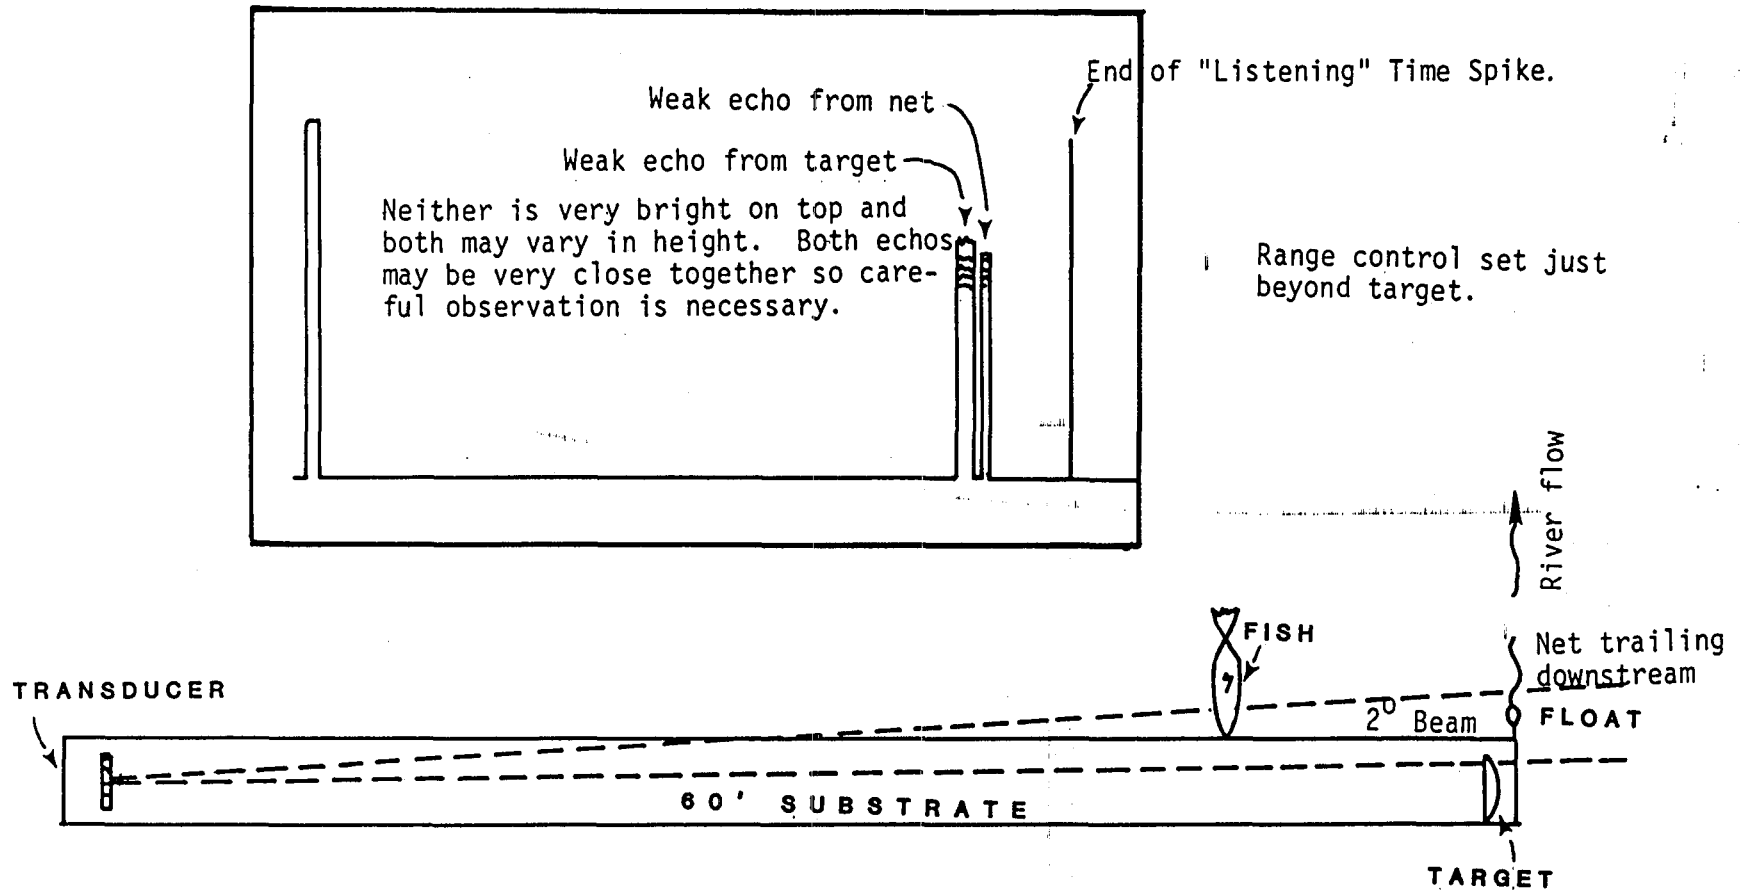 End of "Listening" Time Spike.
Weak echo from net
Weak echo from target
Neither is very bright on top and
both may vary in height.  Both echos
may be very close together so care-
ful observation is necessary.
Range control set just
beyond target.
River flow
FISH
Net trailing
downstream
TRANSDUCER
2° Beam
FLOAT
60' SUBSTRATE
TARGET